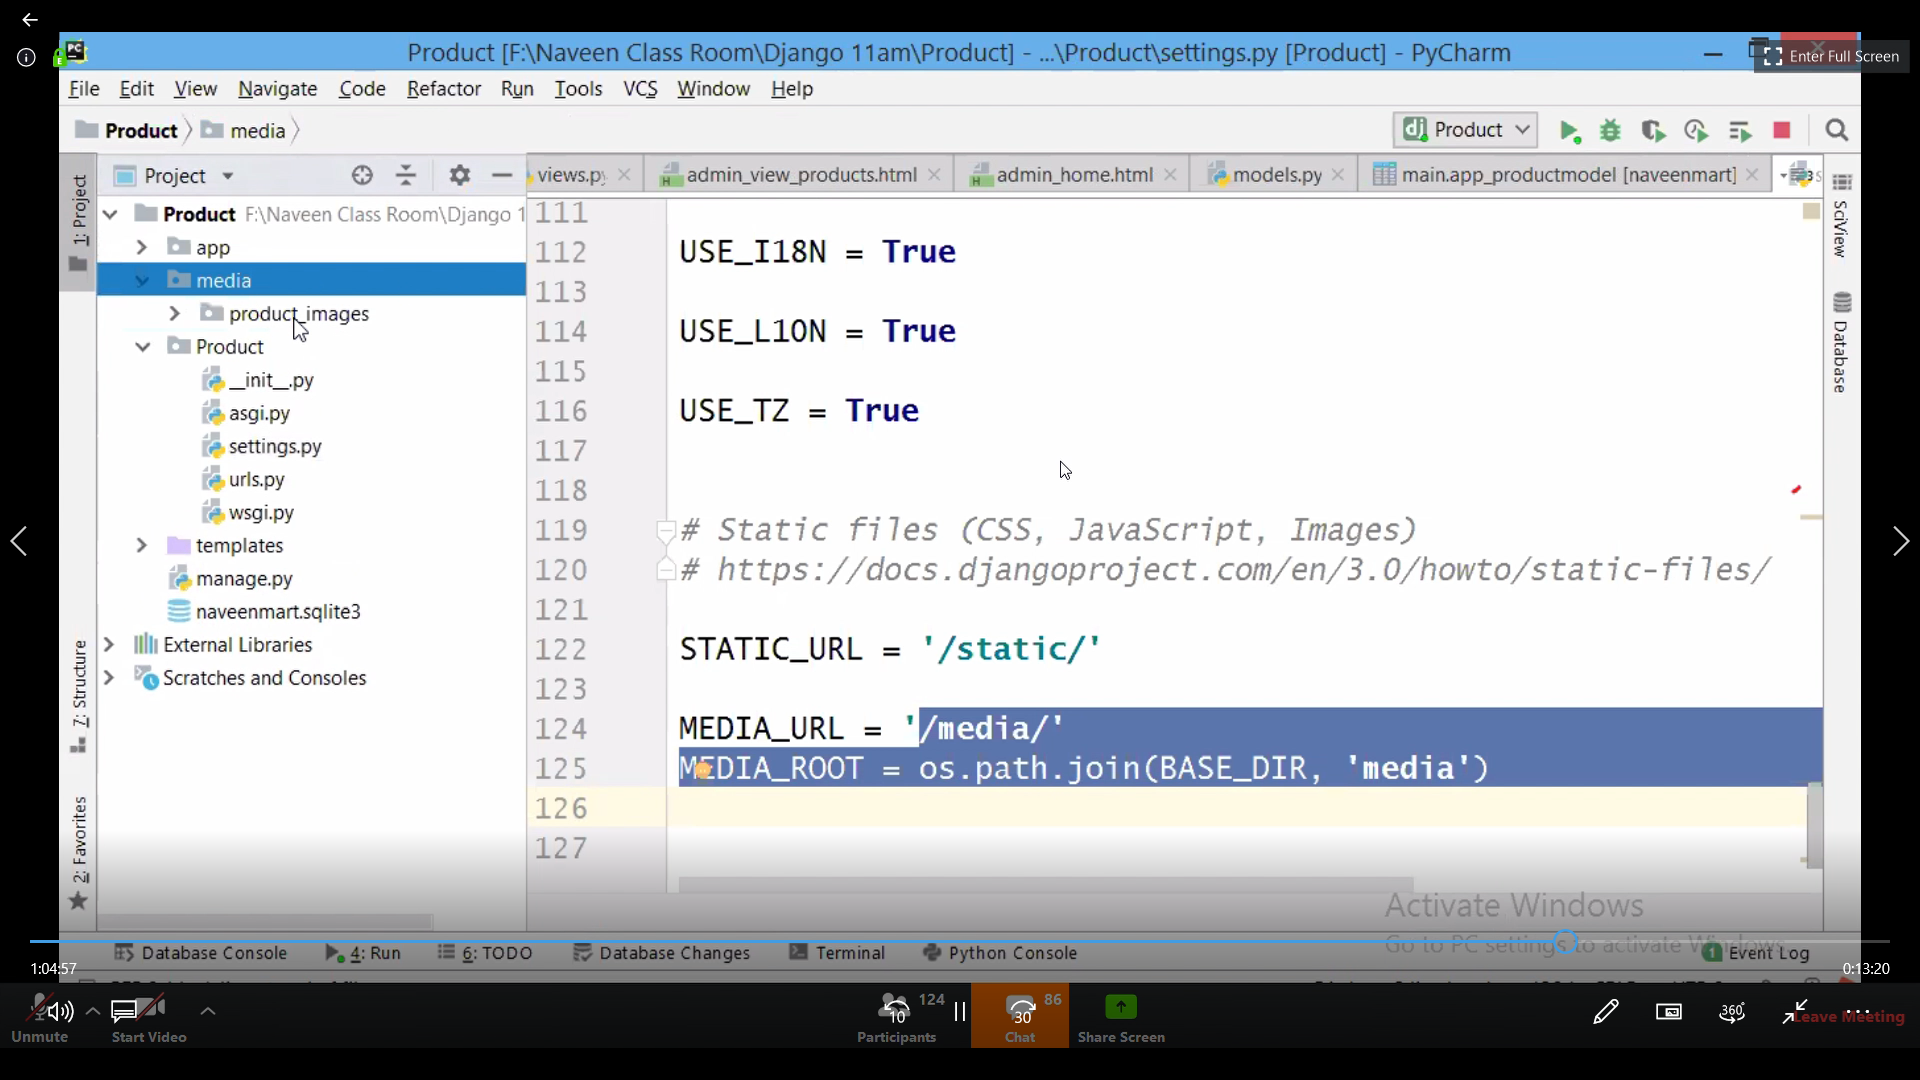 Product [F:\Naveen Class Room\Django 11am\Product] - ...\Product\settings.py [Product] - PyCharm
Enter Full Screen
File Edit View Navigate Code Refactor Run Tools VCS Window Help
Product media
Product
1: Project
Project
views.py
admin_view_products.html
admin_home.html
models.py
main.app_productmodel [naveenmart]
Product F:\Naveen Class Room\Django 1
app
media
product_images
Product
__init__.py
asgi.py
settings.py
urls.py
wsgi.py
templates
manage.py
naveenmart.sqlite3
External Libraries
Scratches and Consoles
7: Structure
2: Favorites
111
112 USE_I18N = True
113
114 USE_L10N = True
115
116 USE_TZ = True
117
118
119 # Static files (CSS, JavaScript, Images)
120 # https://docs.djangoproject.com/en/3.0/howto/static-files/
121
122 STATIC_URL = '/static/'
123
124 MEDIA_URL = '/media/'
125 MEDIA_ROOT = os.path.join(BASE_DIR, 'media')
126
127
SciView
Database
Activate Windows
Go to PC settings to activate Windows.
Database Console 4: Run 6: TODO Database Changes Terminal Python Console 1 Event Log
1:04:57
0:13:20
Unmute
Start Video
124
Participants
10
30
86
Chat
Share Screen
360°
Leave Meeting